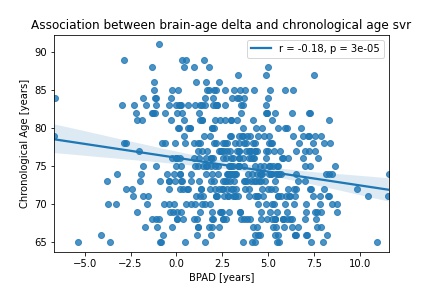 Association between brain-age delta and chronological age svr
r = -0.18, p = 3e-05
Chronological Age [years]
90
85
80
75
70
65
−5.0 −2.5 0.0 2.5 5.0 7.5 10.0
BPAD [years]